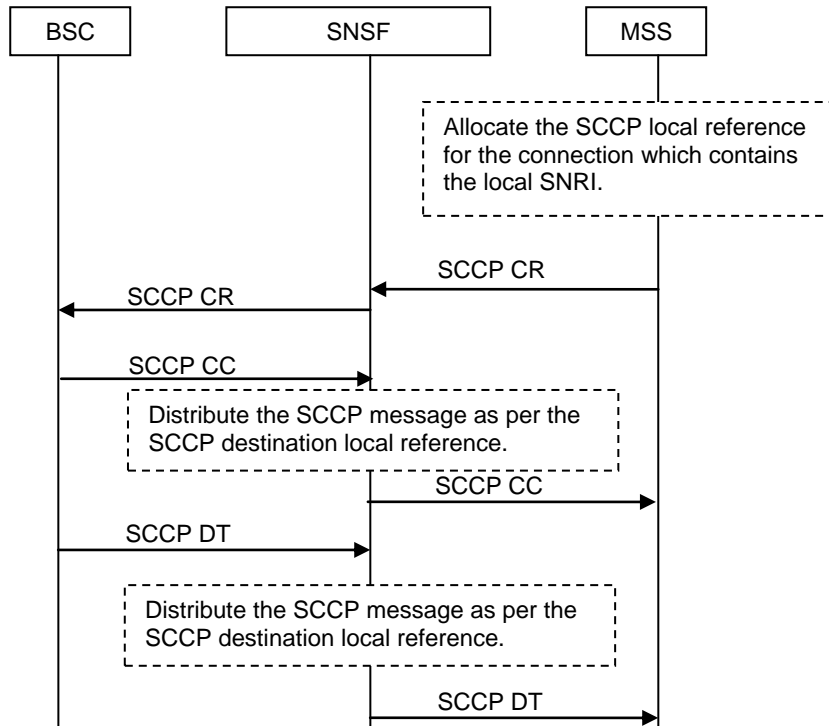 BSC
SNSF
MSS
Allocate the SCCP local reference
for the connection which contains
the local SNRI.
SCCP CR
SCCP CR
SCCP CC
Distribute the SCCP message as per the
SCCP destination local reference.
SCCP CC
SCCP DT
Distribute the SCCP message as per the
SCCP destination local reference.
SCCP DT